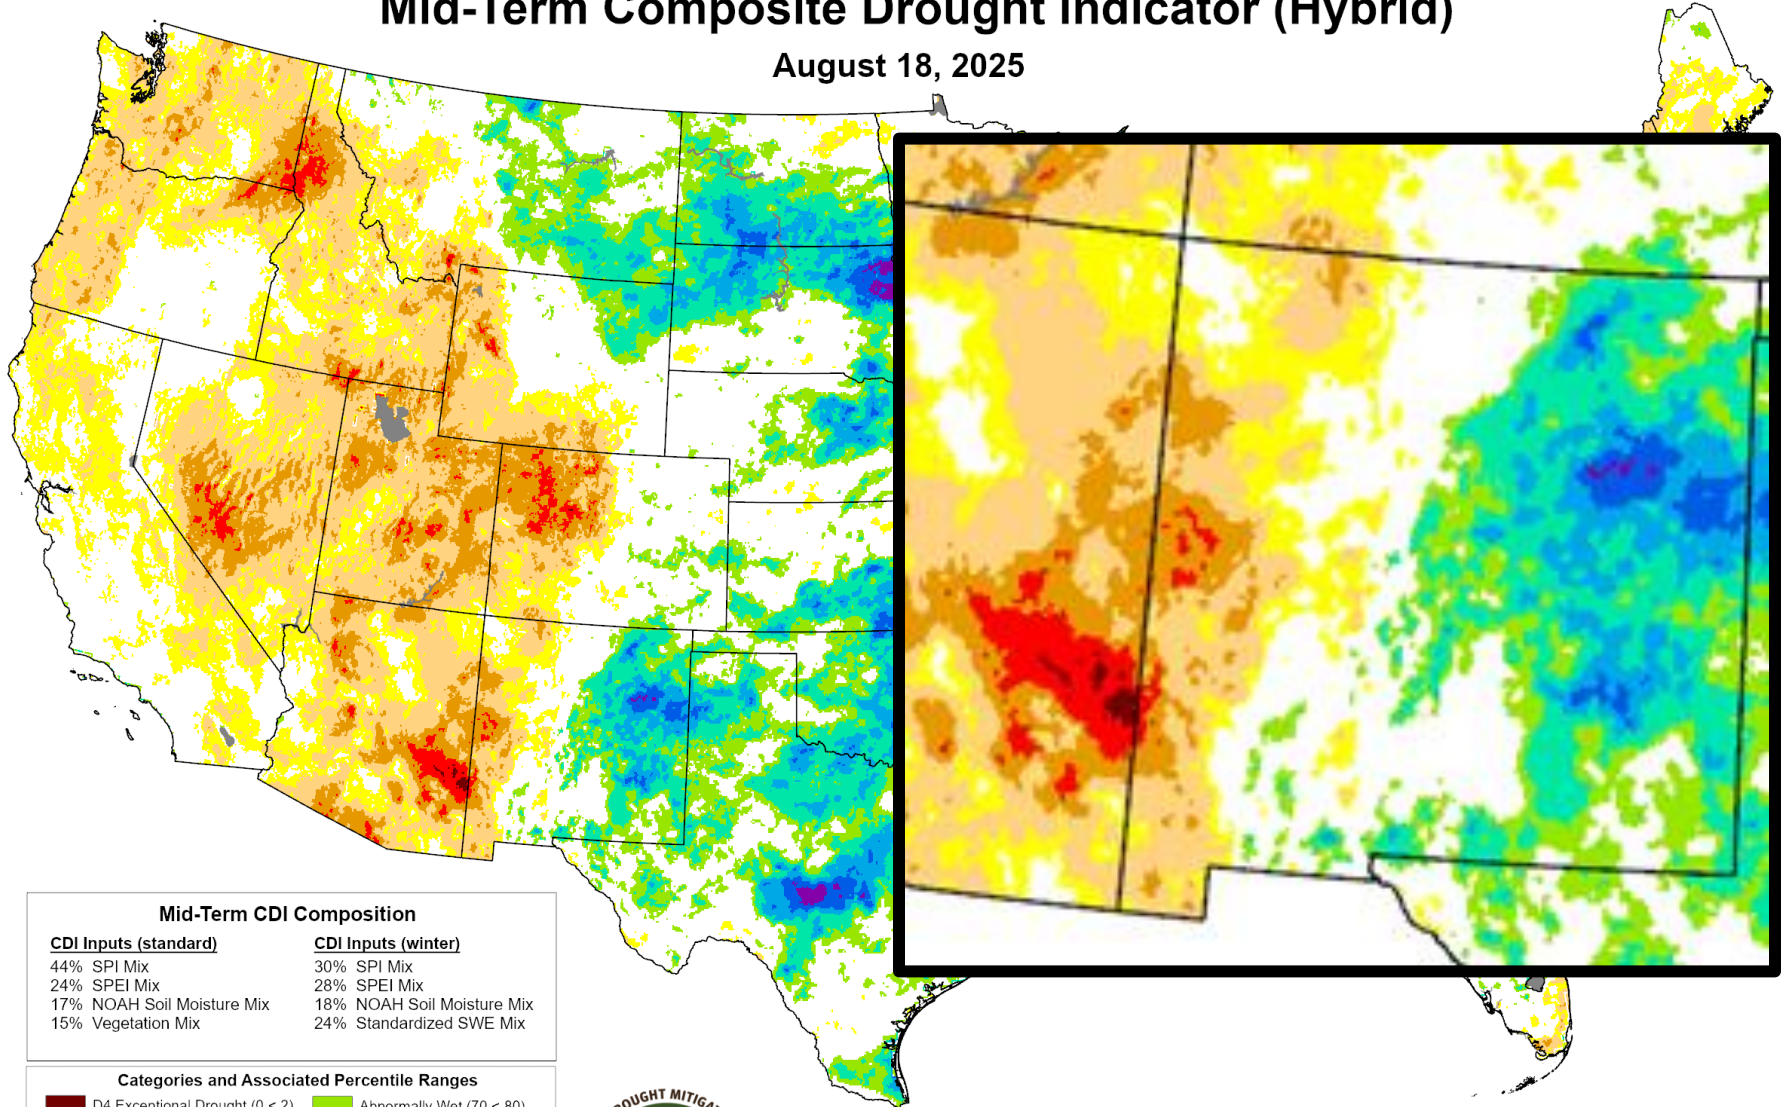 Mid-Term Composite Drought Indicator (Hybrid)
August 18, 2025
Mid-Term CDI Composition
CDI Inputs (standard)
44% SPI Mix
24% SPEI Mix
17% NOAH Soil Moisture Mix
15% Vegetation Mix
CDI Inputs (winter)
30% SPI Mix
28% SPEI Mix
18% NOAH Soil Moisture Mix
24% Standardized SWE Mix
Categories and Associated Percentile Ranges
D4 Exceptional Drought (0 < 2)
Abnormally Wet (70 < 80)
OUGHT MITIGA